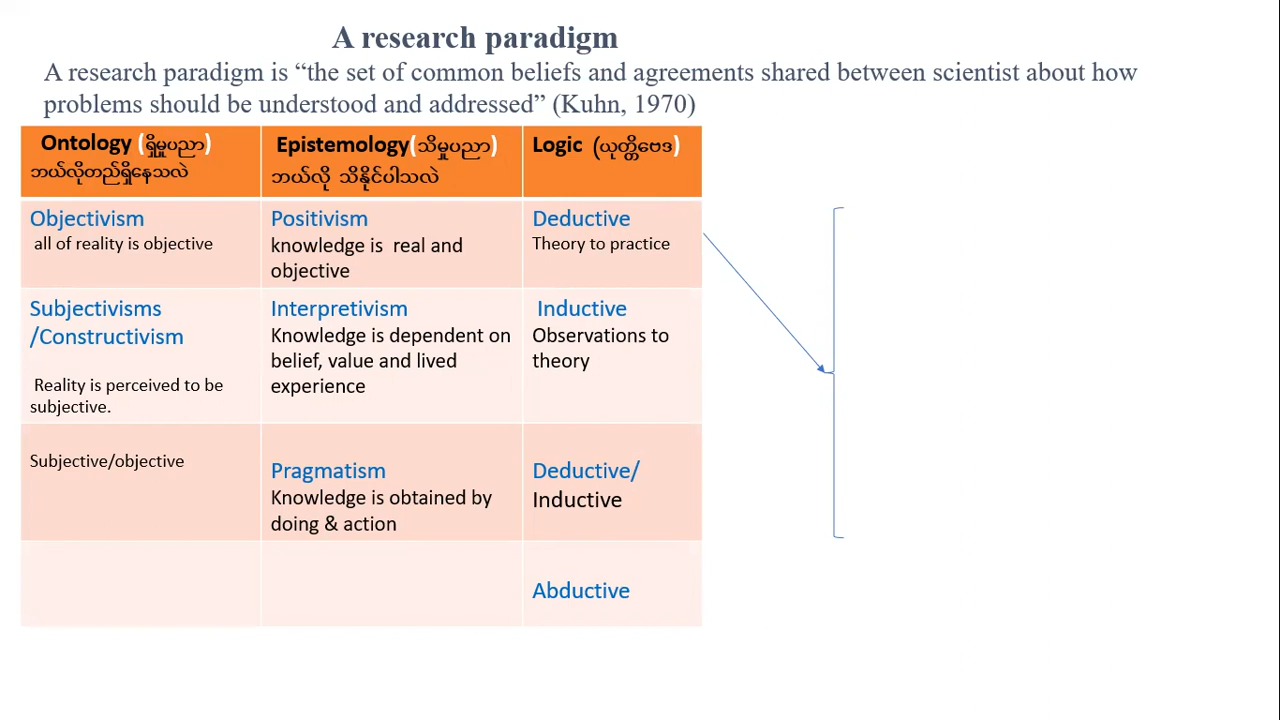 A research paradigm
A research paradigm is “the set of common beliefs and agreements shared between scientist about how
problems should be understood and addressed” (Kuhn, 1970)
Ontology (ရှိမှုပညာ)
ဘယ်လိုတည်ရှိနေသလဲ
Epistemology(သိမှုပညာ)
ဘယ်လို သိနိုင်ပါသလဲ
Logic (ယုတ္တိဗေဒ)
Objectivism
all of reality is objective
Positivism
knowledge is real and
objective
Deductive
Theory to practice
Subjectivisms
/Constructivism
Reality is perceived to be
subjective.
Interpretivism
Knowledge is dependent on
belief, value and lived
experience
Inductive
Observations to
theory
Subjective/objective
Pragmatism
Knowledge is obtained by
doing & action
Deductive/
Inductive
Abductive